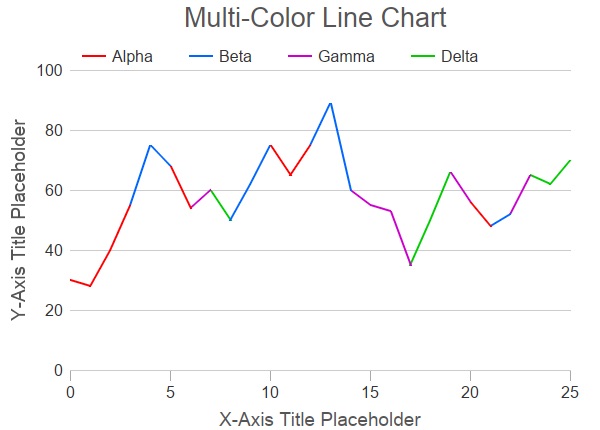 Multi-Color Line Chart
Alpha Beta Gamma Delta
100
80
60
40
20
0
Y-Axis Title Placeholder
0 5 10 15 20 25
X-Axis Title Placeholder